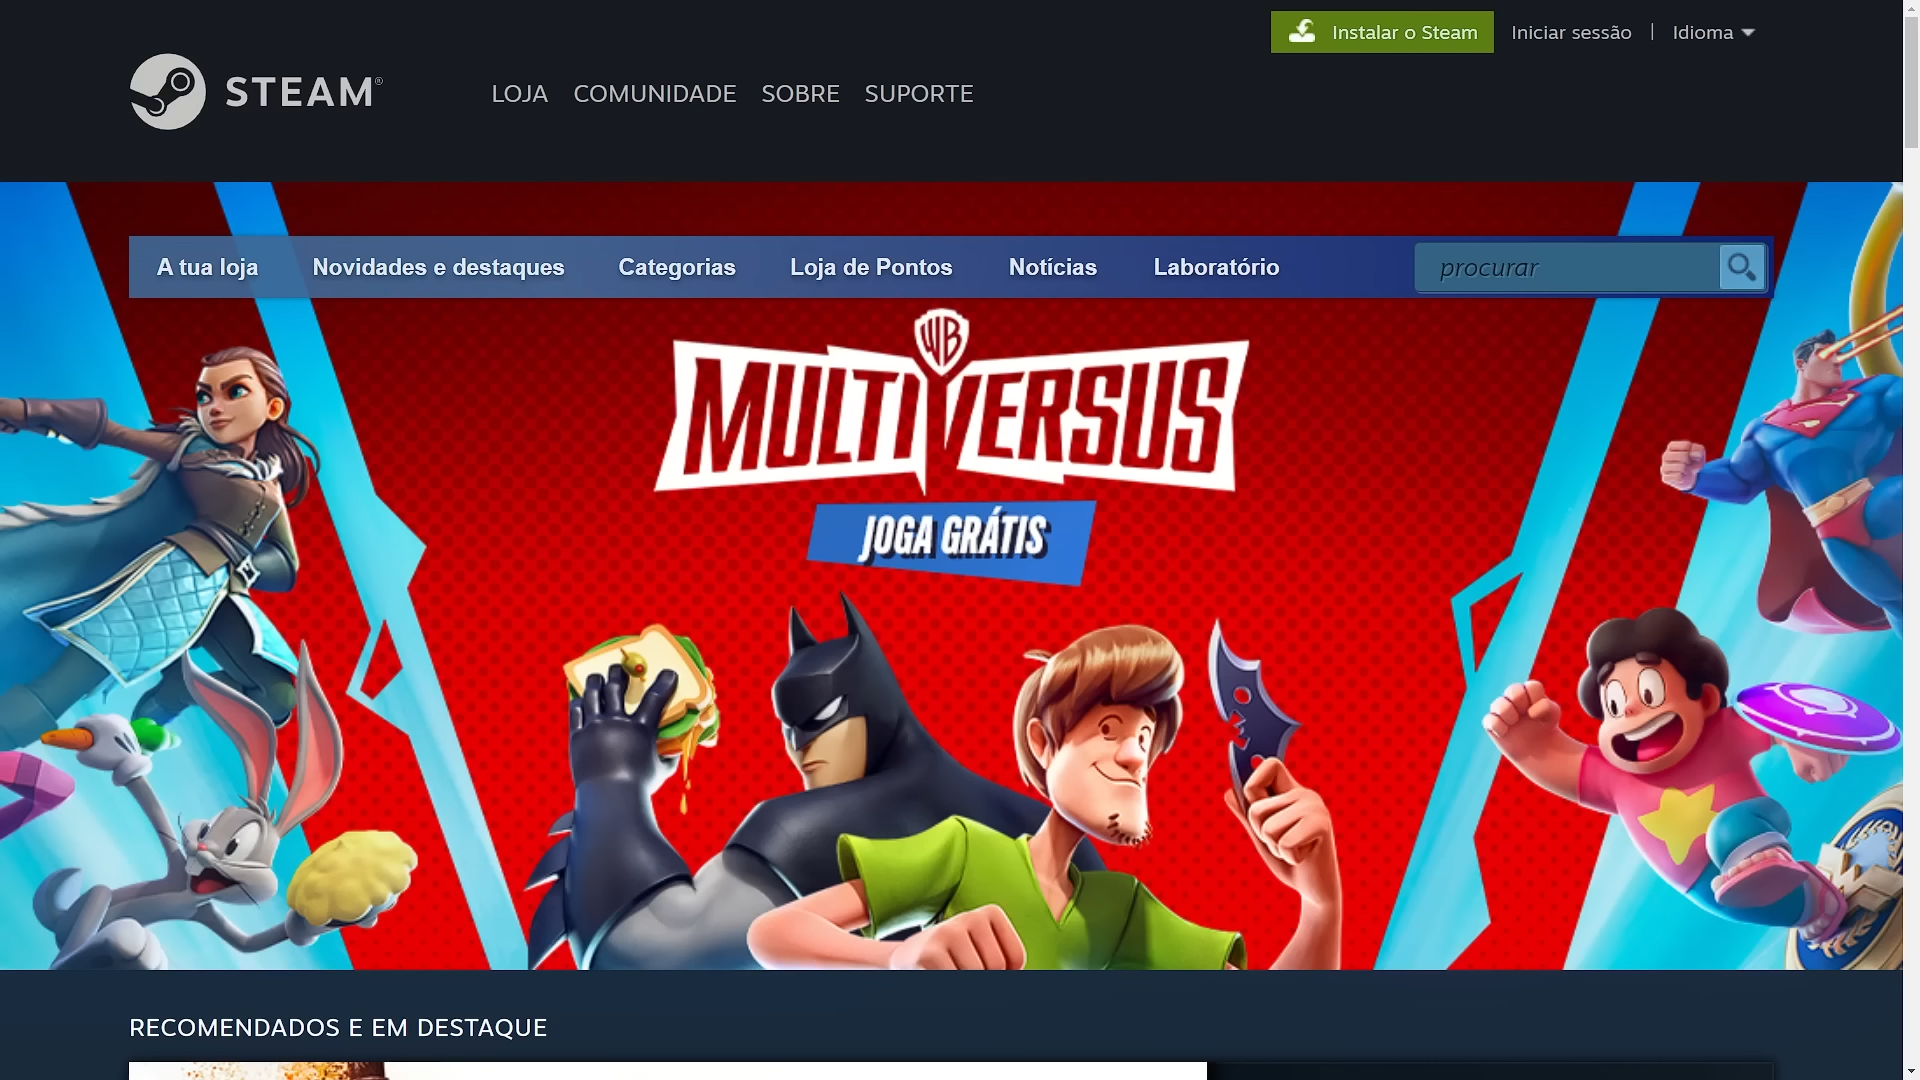 Instalar o Steam
Iniciar sessão | Idioma
STEAM®
LOJA COMUNIDADE SOBRE SUPORTE
A tua loja Novidades e destaques Categorias Loja de Pontos Notícias Laboratório procurar
WB
MULTIVERSUS
JOGA GRÁTIS
RECOMENDADOS E EM DESTAQUE